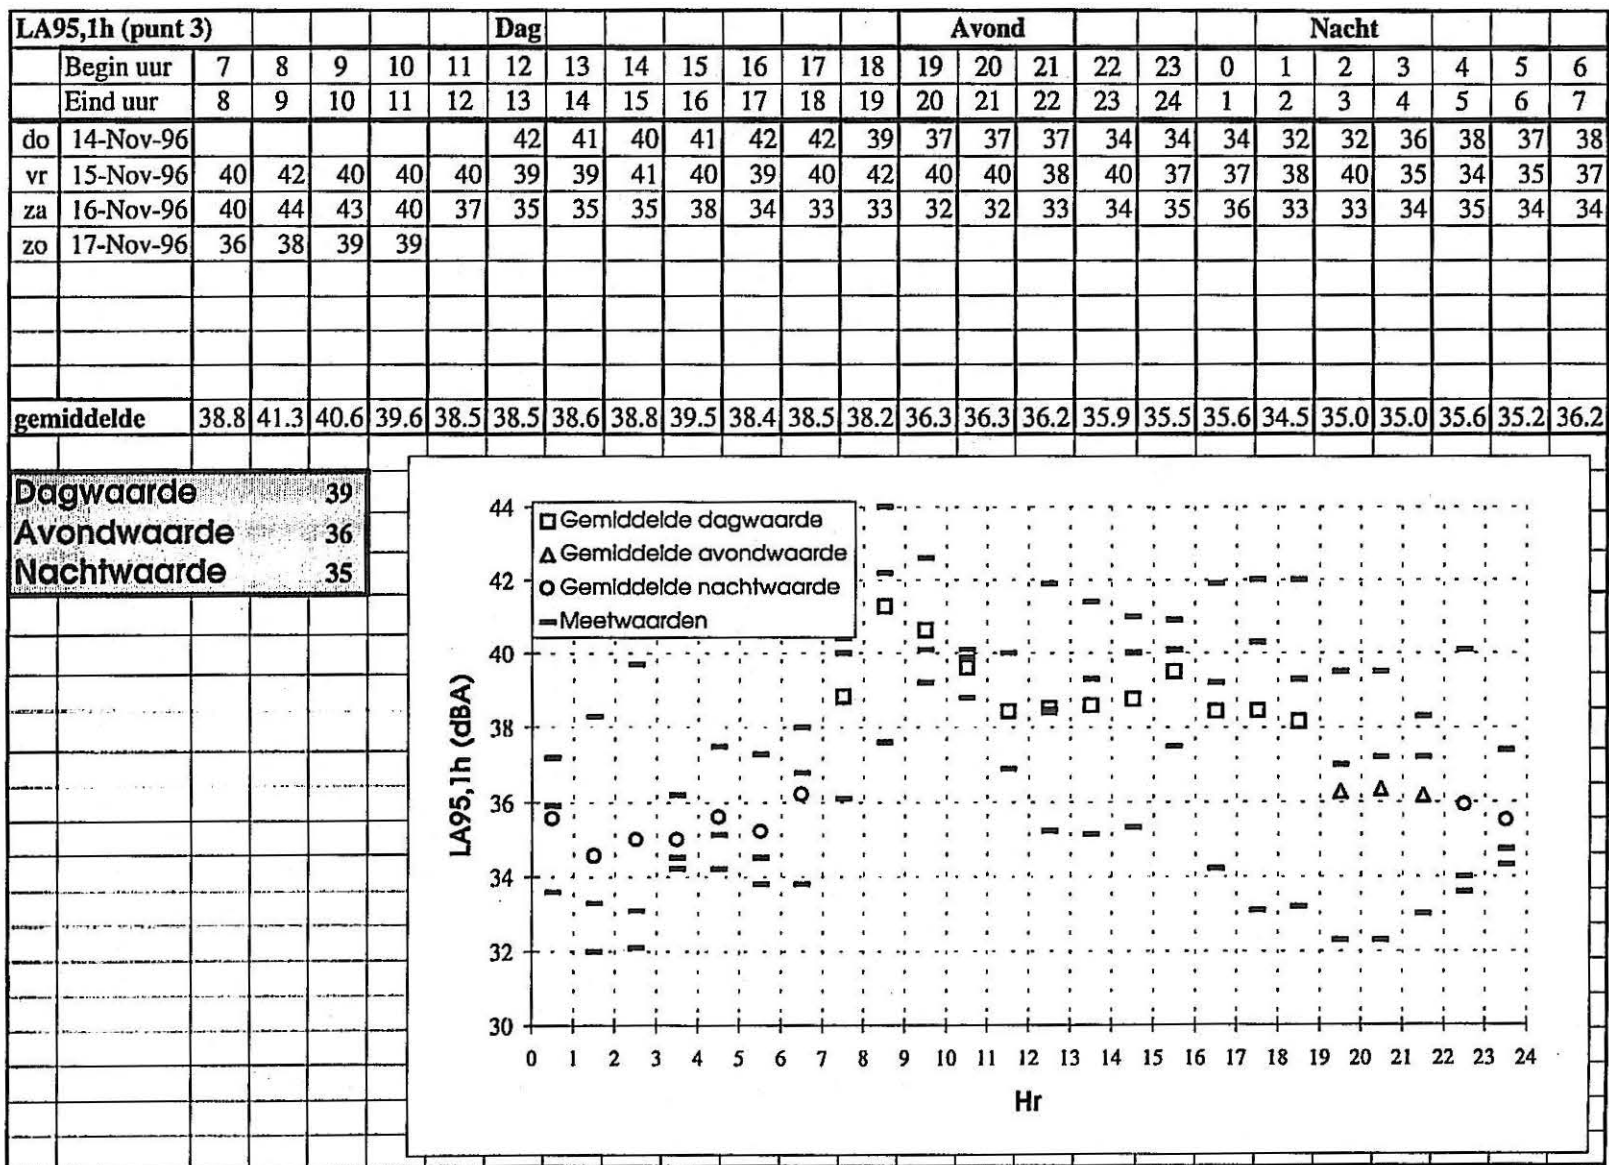 LA95,1h (punt 3) Dag Avond Nacht
Begin uur 7 8 9 10 11 12 13 14 15 16 17 18 19 20 21 22 23 0 1 2 3 4 5 6
Eind uur 8 9 10 11 12 13 14 15 16 17 18 19 20 21 22 23 24 1 2 3 4 5 6 7
do 14-Nov-96 42 41 40 41 42 42 39 37 37 37 34 34 34 32 32 36 38 37 38
vr 15-Nov-96 40 42 40 40 40 39 39 41 40 39 40 42 40 40 38 40 37 37 38 40 35 34 35 37
za 16-Nov-96 40 44 43 40 37 35 35 35 38 34 33 33 32 32 33 34 35 36 33 33 34 35 34 34
zo 17-Nov-96 36 38 39 39
gemiddelde 38.8 41.3 40.6 39.6 38.5 38.5 38.6 38.8 39.5 38.4 38.5 38.2 36.3 36.3 36.2 35.9 35.5 35.6 34.5 35.0 35.0 35.6 35.2 36.2
Dagwaarde 39
Avondwaarde 36
Nachtwaarde 35
Gemiddelde dagwaarde
Gemiddelde avondwaarde
Gemiddelde nachtwaarde
Meetwaarden
LA95,1h (dBA)
44
42
40
38
36
34
32
30
0 1 2 3 4 5 6 7 8 9 10 11 12 13 14 15 16 17 18 19 20 21 22 23 24
Hr